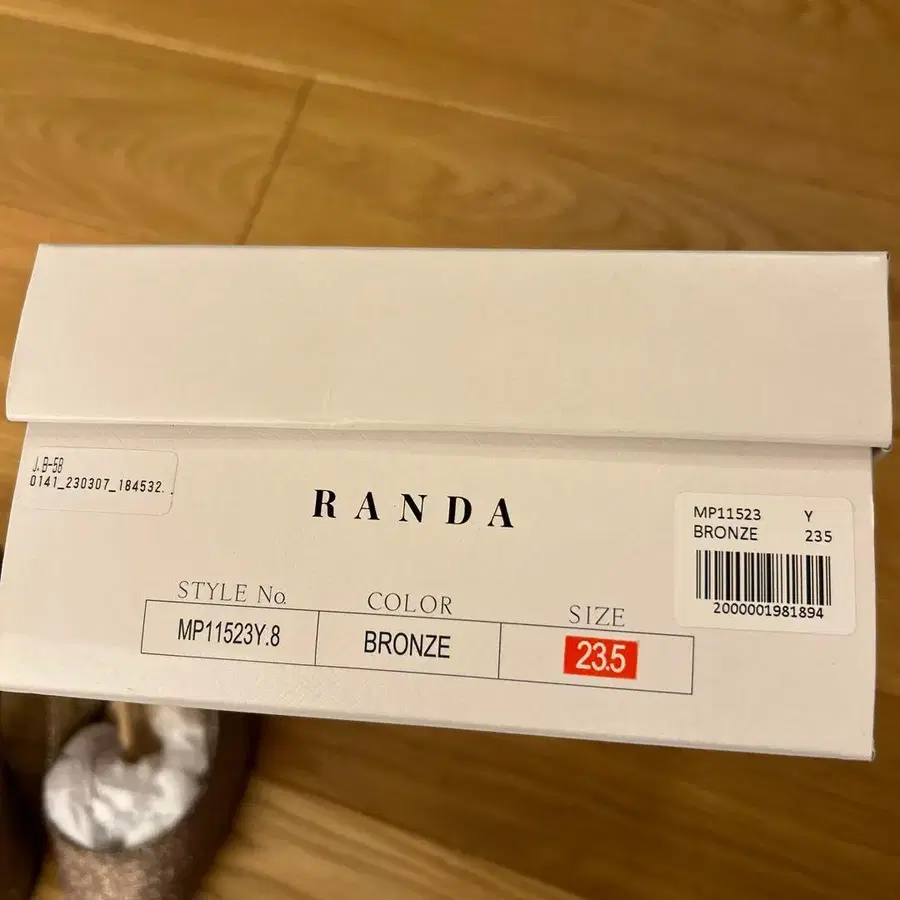 J.B-58
0141_230307_184532.
RANDA
MP11523 Y
BRONZE 235
2000001981894
STYLE No. COLOR SIZE
MP11523Y.8 BRONZE 23.5